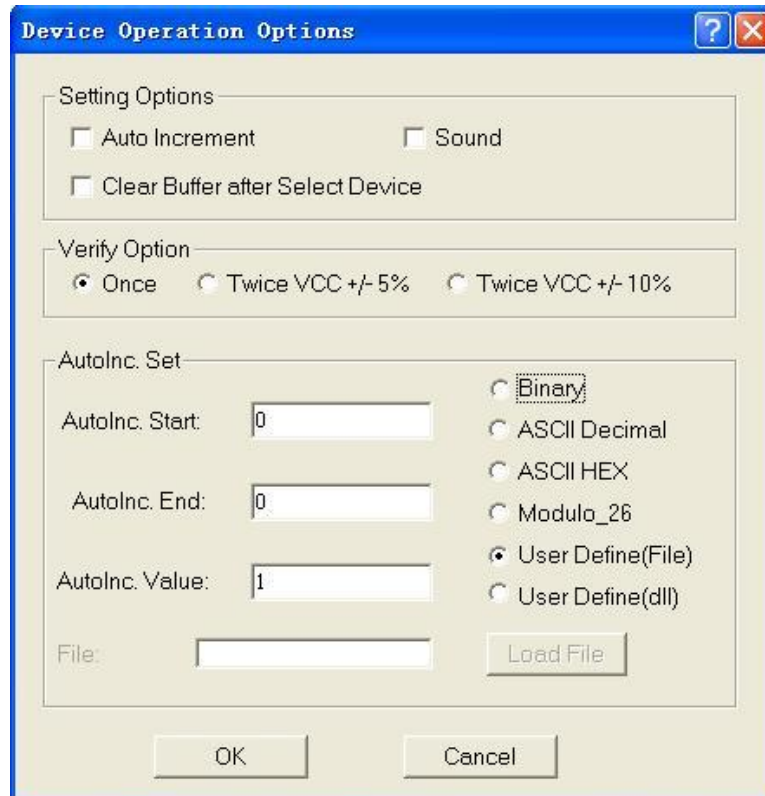 Device Operation Options
Setting Options
Auto Increment Sound
Clear Buffer after Select Device
Verify Option
Once Twice VCC +/- 5% Twice VCC +/- 10%
AutoInc. Set
Binary
AutoInc. Start: 0
ASCII Decimal
ASCII HEX
AutoInc. End: 0
Modulo_26
User Define(File)
AutoInc. Value: 1
User Define(dll)
File: Load File
OK Cancel